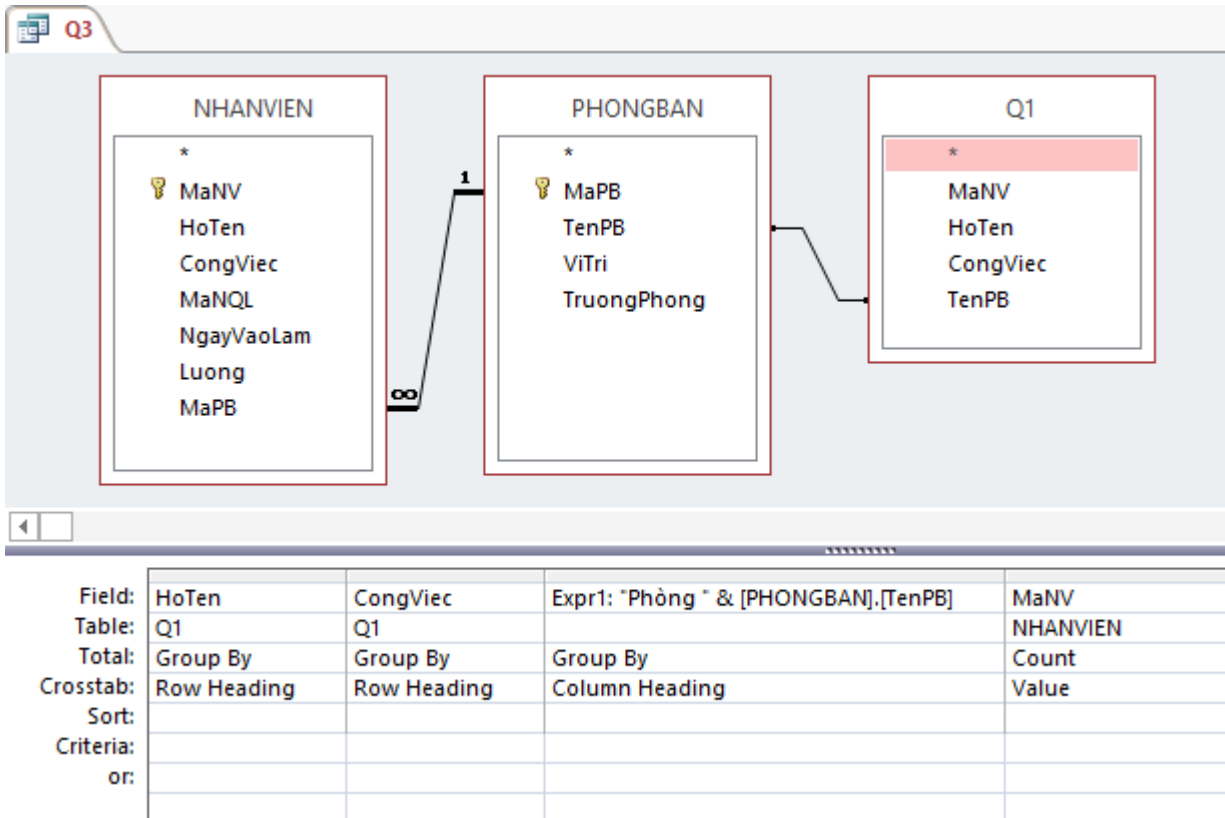 Q3
NHANVIEN
*
MaNV
HoTen
CongViec
MaNQL
NgayVaoLam
Luong
MaPB
∞
1
PHONGBAN
*
MaPB
TenPB
ViTri
TruongPhong
Q1
*
MaNV
HoTen
CongViec
TenPB
Field: HoTen CongViec Expr1: "Phòng " & [PHONGBAN].[TenPB] MaNV
Table: Q1 Q1 NHANVIEN
Total: Group By Group By Group By Count
Crosstab: Row Heading Row Heading Column Heading Value
Sort:
Criteria:
or: